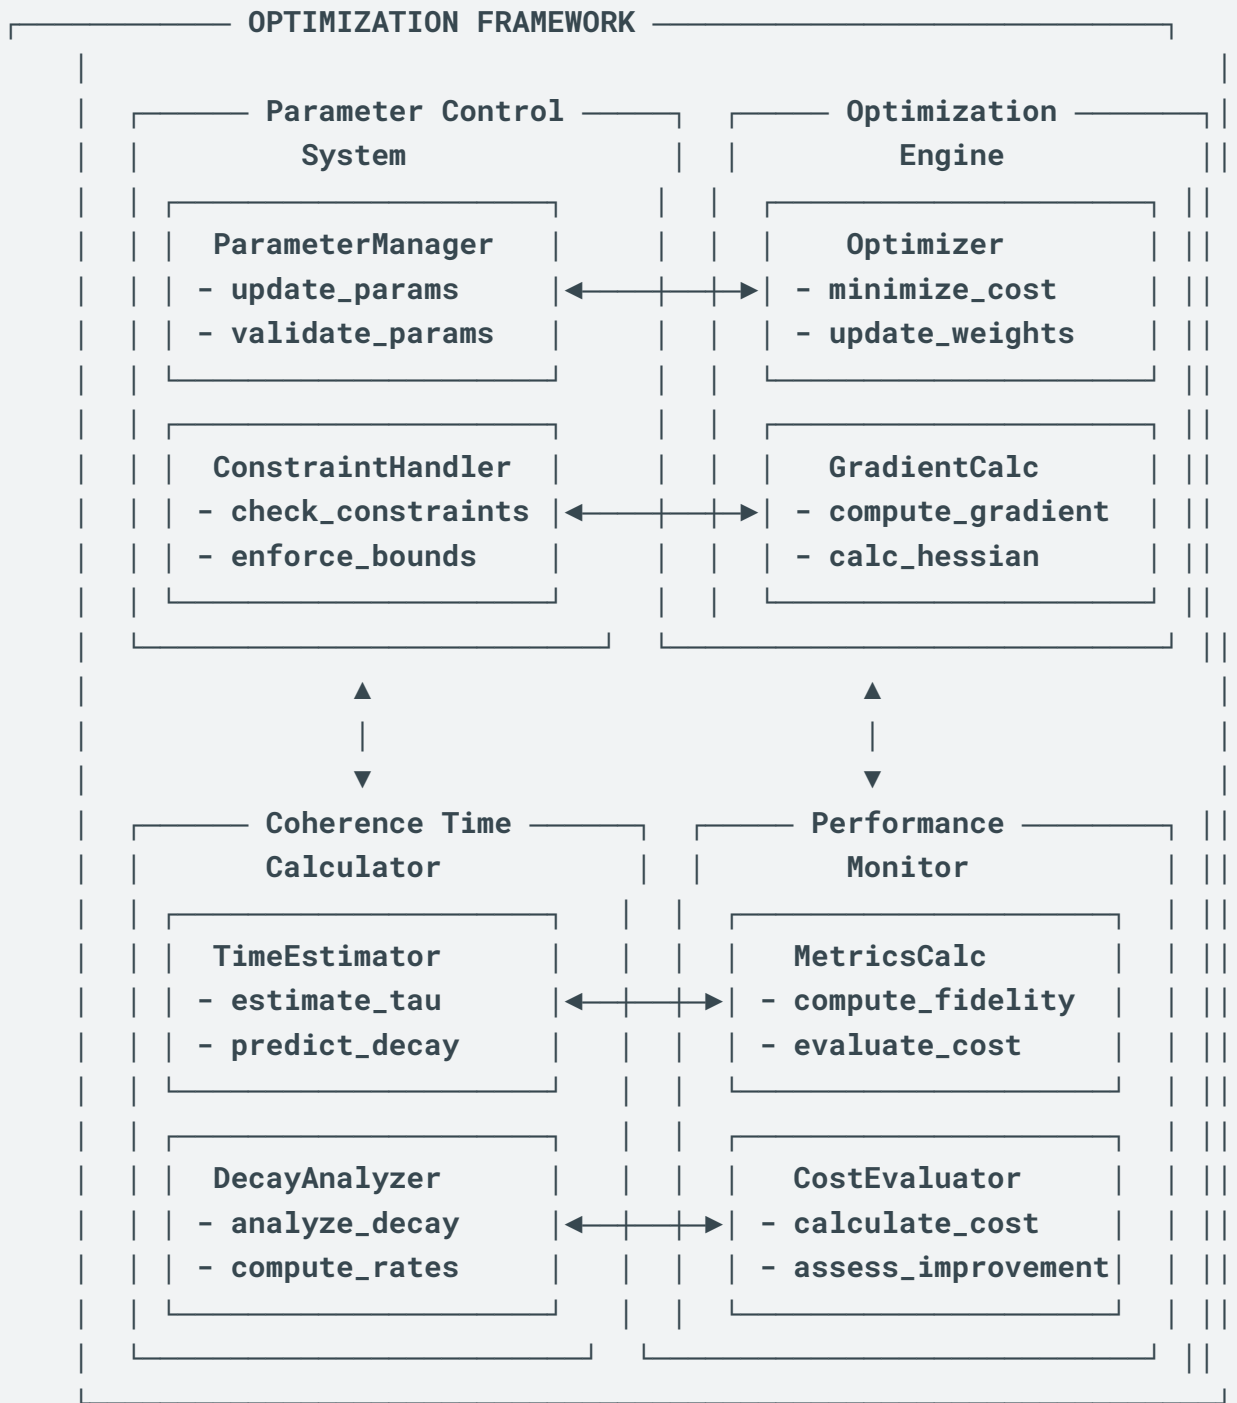 OPTIMIZATION FRAMEWORK
Parameter Control Optimization
System Engine
ParameterManager Optimizer
- update_params - minimize_cost
- validate_params - update_weights
ConstraintHandler GradientCalc
- check_constraints - compute_gradient
- enforce_bounds - calc_hessian
Coherence Time Performance
Calculator Monitor
TimeEstimator MetricsCalc
- estimate_tau - compute_fidelity
- predict_decay - evaluate_cost
DecayAnalyzer CostEvaluator
- analyze_decay - calculate_cost
- compute_rates - assess_improvement